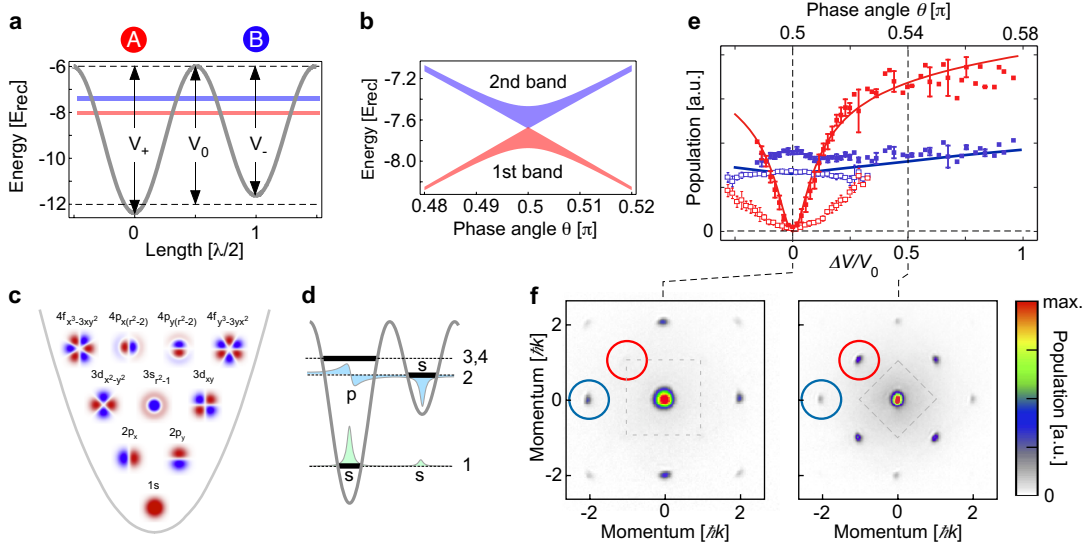 a
A
B
Energy [E_rec]
-6
-8
-10
-12
V_+
V_0
V_-
0
1
Length [λ/2]
b
Energy [E_rec]
-7.2
-7.6
-8.0
2nd band
1st band
0.48
0.49
0.5
0.51
0.52
Phase angle θ [π]
c
4f_x³-3xy²
4p_x(r²-2)
4p_y(r²-2)
4f_y³-3yx²
3d_x²-y²
3s_r²-1
3d_xy
2p_x
2p_y
1s
d
s
3,4
2
p
1
s
s
e
Phase angle θ [π]
0.5
0.54
0.58
Population [a.u.]
0
0
0.5
1
ΔV/V_0
f
Momentum [ℏk]
2
0
-2
-2
0
2
Momentum [ℏk]
-2
0
2
Momentum [ℏk]
max.
Population [a.u.]
0